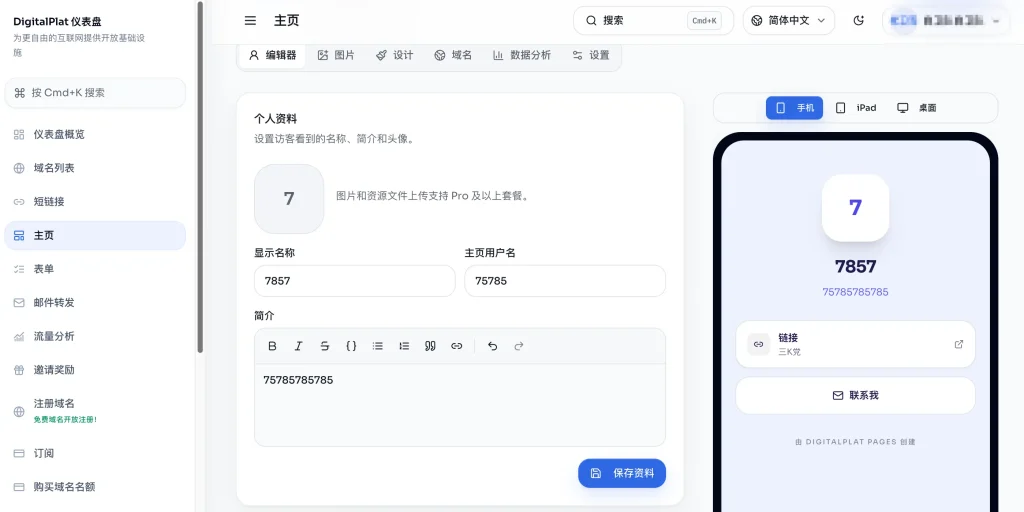 DigitalPlat 仪表盘
为更自由的互联网提供开放基础设
施
按 Cmd+K 搜索
仪表盘概览
域名列表
短链接
主页
表单
邮件转发
流量分析
邀请奖励
注册域名
免费域名开放注册!
订阅
购买域名名额
主页
搜索
Cmd+K
简体中文
编辑器
图片
设计
域名
数据分析
设置
个人资料
设置访客看到的名称、简介和头像。
7
图片和资源文件上传支持 Pro 及以上套餐。
显示名称
主页用户名
7857
75785
简介
75785785785
保存资料
手机
iPad
桌面
7
7857
75785785785
链接
三K党
联系我
由 DIGITALPLAT PAGES 创建